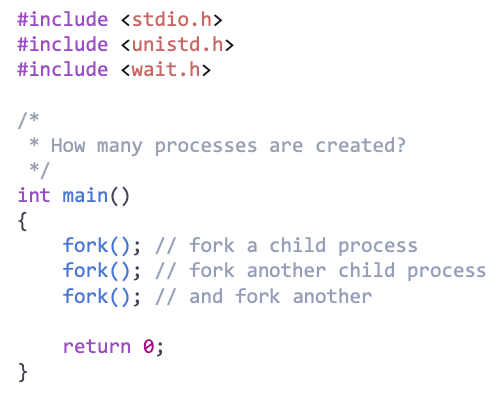 #include <stdio.h>
#include <unistd.h>
#include <wait.h>

/*
 * How many processes are created?
 */
int main()
{
    fork(); // fork a child process
    fork(); // fork another child process
    fork(); // and fork another

    return 0;
}